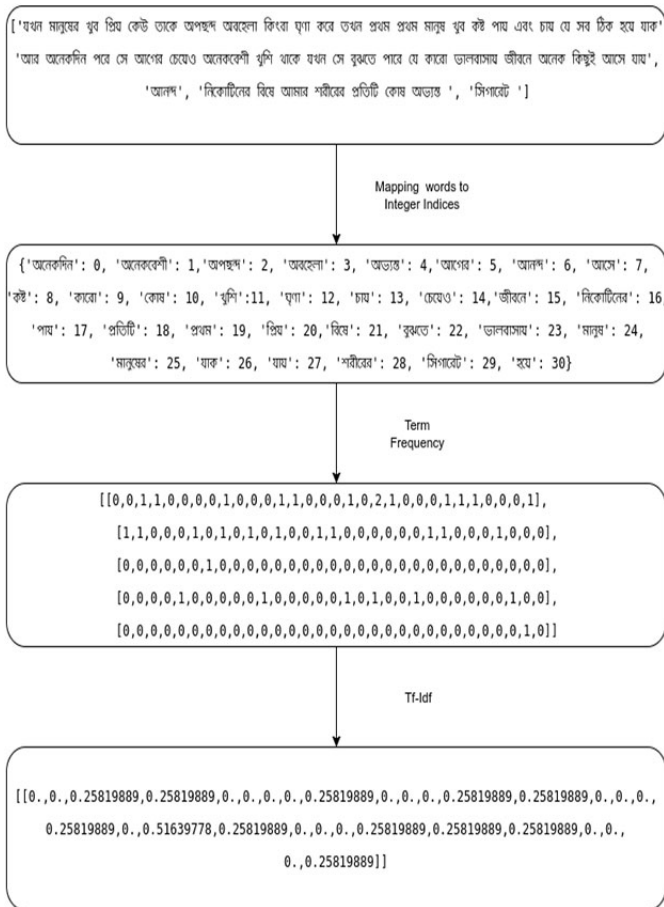 ['যখন মানুষের খুব প্রিয় কেউ তাকে অপছন্দ অবহেলা কিংবা ঘৃণা করে তখন প্রথম প্রথম মানুষ খুব কষ্ট পায় এবং চায় যে সব ঠিক হয়ে যাক'
'আর অনেকদিন পরে সে আগের চেয়েও অনেকবেশী খুশি থাকে যখন সে বুঝতে পারে যে কারো ভালবাসায় জীবনে অনেক কিছুই আসে যায়',
'আনন্দ', 'নিকোটিনের বিষে আমার শরীরের প্রতিটি কোষ অভ্যস্ত ', 'সিগারেট ']
Mapping words to
Integer Indices
{'অনেকদিন': 0, 'অনেকবেশী': 1,'অপছন্দ': 2, 'অবহেলা': 3, 'অভ্যস্ত': 4,'আগের': 5, 'আনন্দ': 6, 'আসে': 7,
'কষ্ট': 8, 'কারো': 9, 'কোষ': 10, 'খুশি':11, 'ঘৃণা': 12, 'চায়': 13, 'চেয়েও': 14,'জীবনে': 15, 'নিকোটিনের': 16
'পায়': 17, 'প্রতিটি': 18, 'প্রথম': 19, 'প্রিয়': 20,'বিষে': 21, 'বুঝতে': 22, 'ভালবাসায়': 23, 'মানুষ': 24,
'মানুষের': 25, 'যাক': 26, 'যায়': 27, 'শরীরের': 28, 'সিগারেট': 29, 'হয়ে': 30}
Term
Frequency
[[0,0,1,1,0,0,0,0,1,0,0,0,1,1,0,0,0,1,0,2,1,0,0,0,1,1,1,0,0,0,1],
[1,1,0,0,0,1,0,1,0,1,0,1,0,0,1,1,0,0,0,0,0,0,1,1,0,0,0,1,0,0,0],
[0,0,0,0,0,0,1,0,0,0,0,0,0,0,0,0,0,0,0,0,0,0,0,0,0,0,0,0,0,0,0],
[0,0,0,0,1,0,0,0,0,0,1,0,0,0,0,0,1,0,1,0,0,1,0,0,0,0,0,0,1,0,0],
[0,0,0,0,0,0,0,0,0,0,0,0,0,0,0,0,0,0,0,0,0,0,0,0,0,0,0,0,0,1,0]]
Tf-Idf
[[0.,0.,0.25819889,0.25819889,0.,0.,0.,0.,0.25819889,0.,0.,0.,0.25819889,0.25819889,0.,0.,0.,
0.25819889,0.,0.51639778,0.25819889,0.,0.,0.,0.25819889,0.25819889,0.25819889,0.,0.,
0.,0.25819889]]